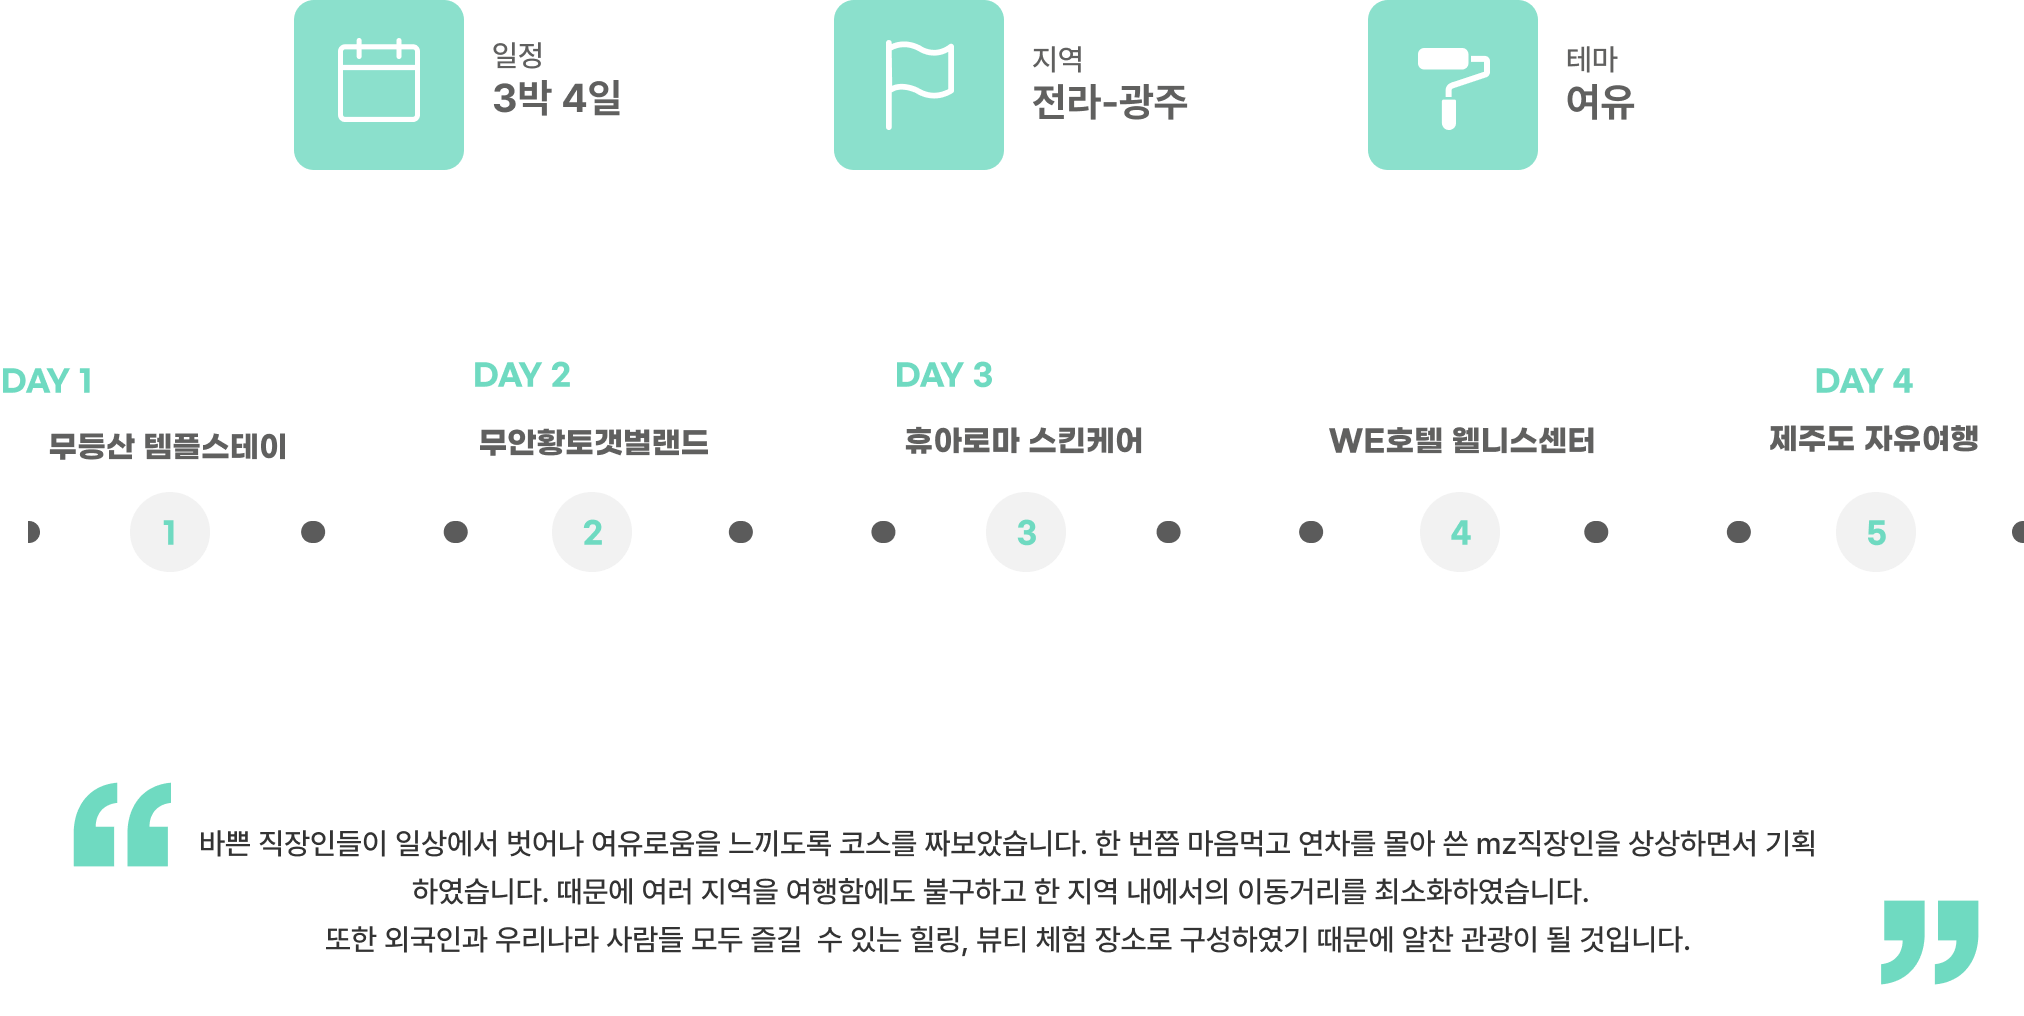 일정
3박 4일
지역
전라-광주
테마
여유
DAY 1
DAY 2
DAY 3
DAY 4
무등산 템플스테이
무안황토갯벌랜드
휴아로마 스킨케어
WE호텔 웰니스센터
제주도 자유여행
1
2
3
4
5
바쁜 직장인들이 일상에서 벗어나 여유로움을 느끼도록 코스를 짜보았습니다. 한 번쯤 마음먹고 연차를 몰아 쓴 mz직장인을 상상하면서 기획
하였습니다. 때문에 여러 지역을 여행함에도 불구하고 한 지역 내에서의 이동거리를 최소화하였습니다.
또한 외국인과 우리나라 사람들 모두 즐길 수 있는 힐링, 뷰티 체험 장소로 구성하였기 때문에 알찬 관광이 될 것입니다.